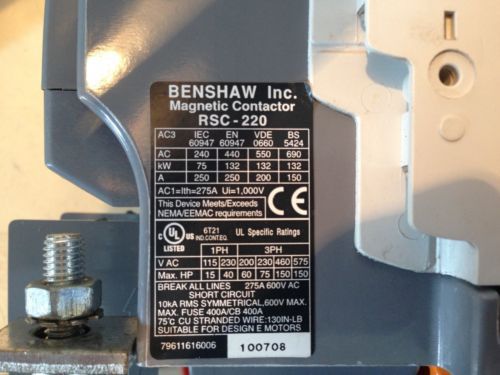 BENSHAW Inc.
Magnetic Contactor
RSC-220
AC3 IEC 60947 EN 60947 VDE 0660 BS 5424
AC 240 440 550 690
kW 75 132 132 132
A 250 250 200 150
AC1=Ith=275A Ui=1,000V
This Device Meets/Exceeds
NEMA/EEMAC requirements
CE
C UL US LISTED
6T21
IND.CONT.EQ.
UL Specific Ratings
1PH 3PH
V AC 115 230 200 230 460 575
Max. HP 15 40 60 75 150 150
BREAK ALL LINES 275A 600V AC
SHORT CIRCUIT
10kA RMS SYMMETRICAL,600V MAX.
MAX. FUSE 400A/CB 400A
75°C CU STRANDED WIRE:130IN-LB
SUITABLE FOR DESIGN E MOTORS
79611616006 100708